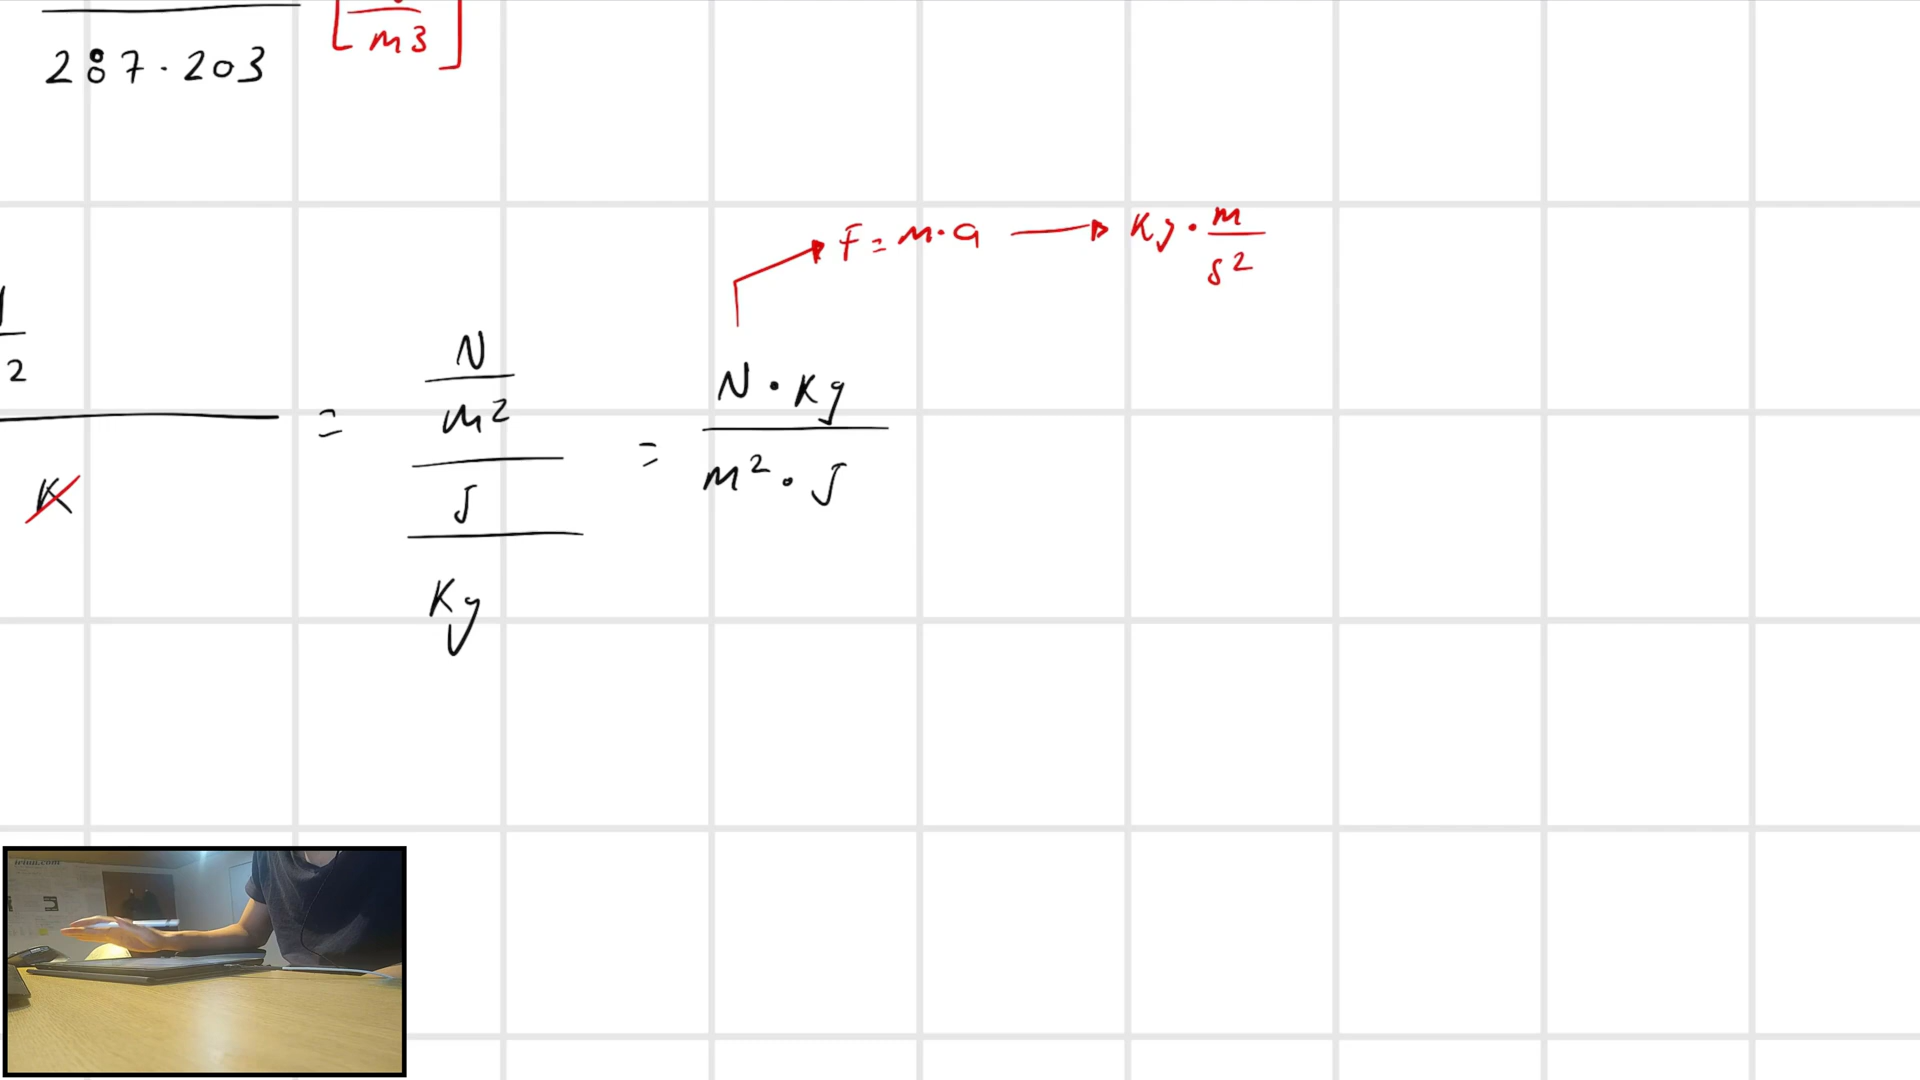 m3
287·203
F = m·a → Kg · m
s2
2
K
= N
m2
J
Kg
= N · Kg
m2 · J